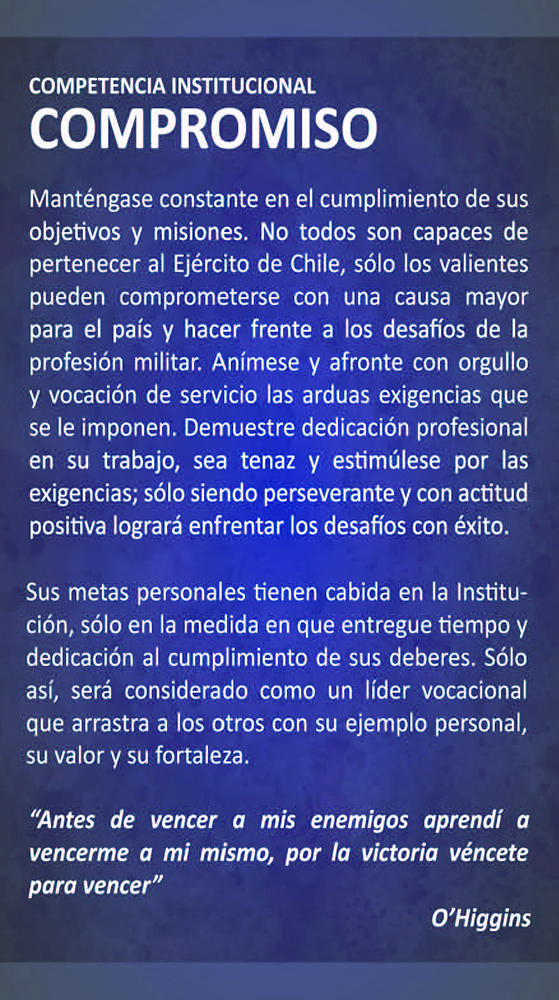 COMPETENCIA INSTITUCIONAL
COMPROMISO
Manténgase constante en el cumplimiento de sus
objetivos y misiones. No todos son capaces de
pertenecer al Ejército de Chile, sólo los valientes
pueden comprometerse con una causa mayor
para el país y hacer frente a los desafíos de la
profesión militar. Anímese y afronte con orgullo
y vocación de servicio las arduas exigencias que
se le imponen. Demuestre dedicación profesional
en su trabajo, sea tenaz y estimúlese por las
exigencias; sólo siendo perseverante y con actitud
positiva logrará enfrentar los desafíos con éxito.
Sus metas personales tienen cabida en la Institu-
ción, sólo en la medida en que entregue tiempo y
dedicación al cumplimiento de sus deberes. Sólo
así, será considerado como un líder vocacional
que arrastra a los otros con su ejemplo personal,
su valor y su fortaleza.
“Antes de vencer a mis enemigos aprendí a
vencerme a mi mismo, por la victoria véncete
para vencer”
O’Higgins